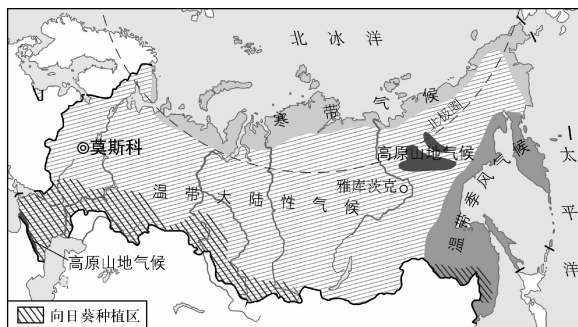 北冰洋
寒带气候
北极圈
◎莫斯科
高原山地气候
温带大陆性气候
雅库茨克
温带季风气候
太平洋
高原山地气候
向日葵种植区